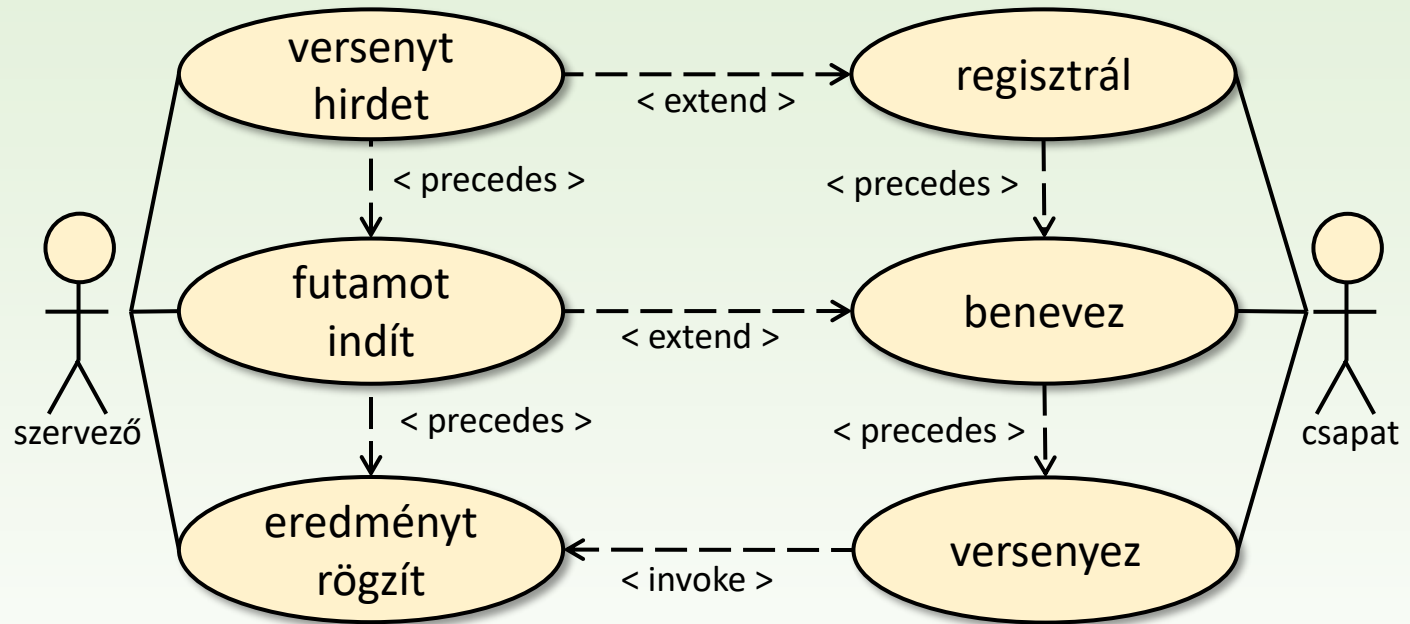 versenyt
hirdet
< extend >
regisztrál
< precedes >
< precedes >
futamot
indít
< extend >
benevez
szervező
< precedes >
< precedes >
csapat
eredményt
rögzít
< invoke >
versenyez